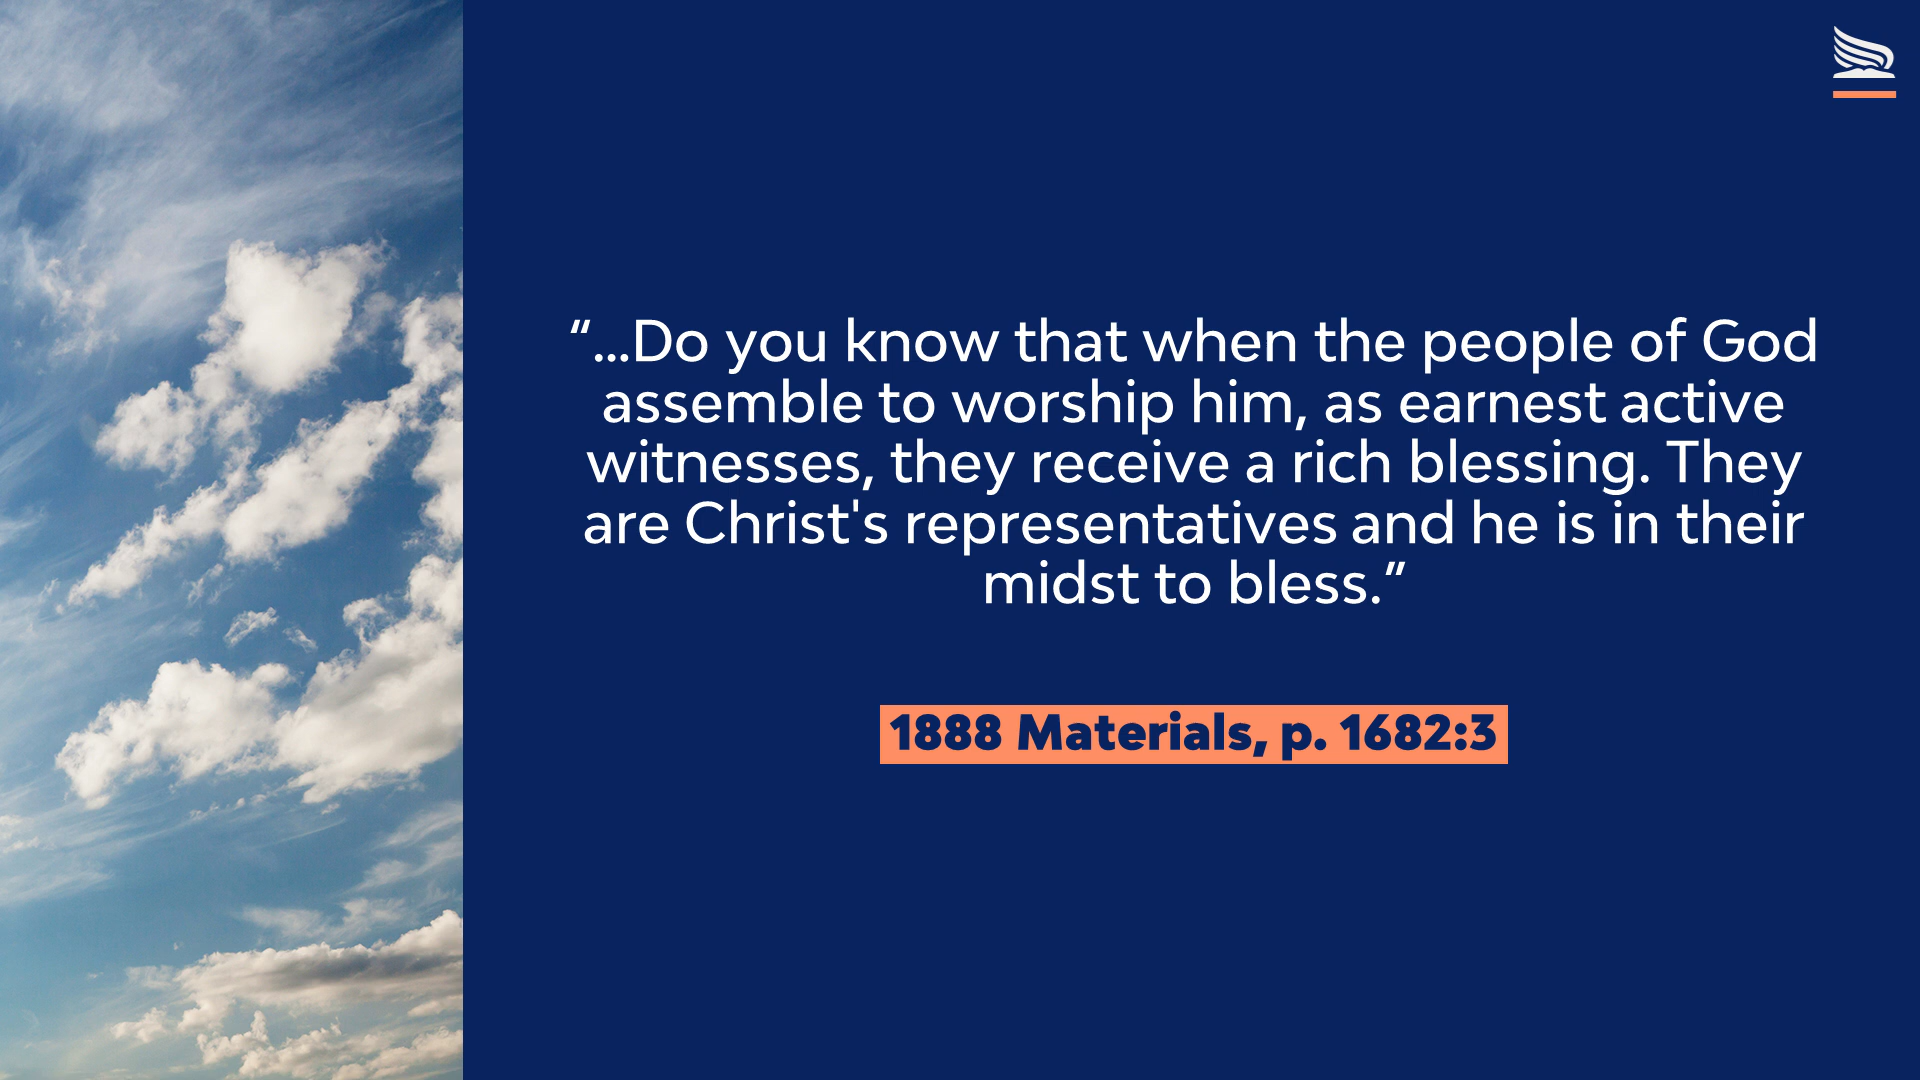 “...Do you know that when the people of God
assemble to worship him, as earnest active
witnesses, they receive a rich blessing. They
are Christ's representatives and he is in their
midst to bless.”
1888 Materials, p. 1682:3